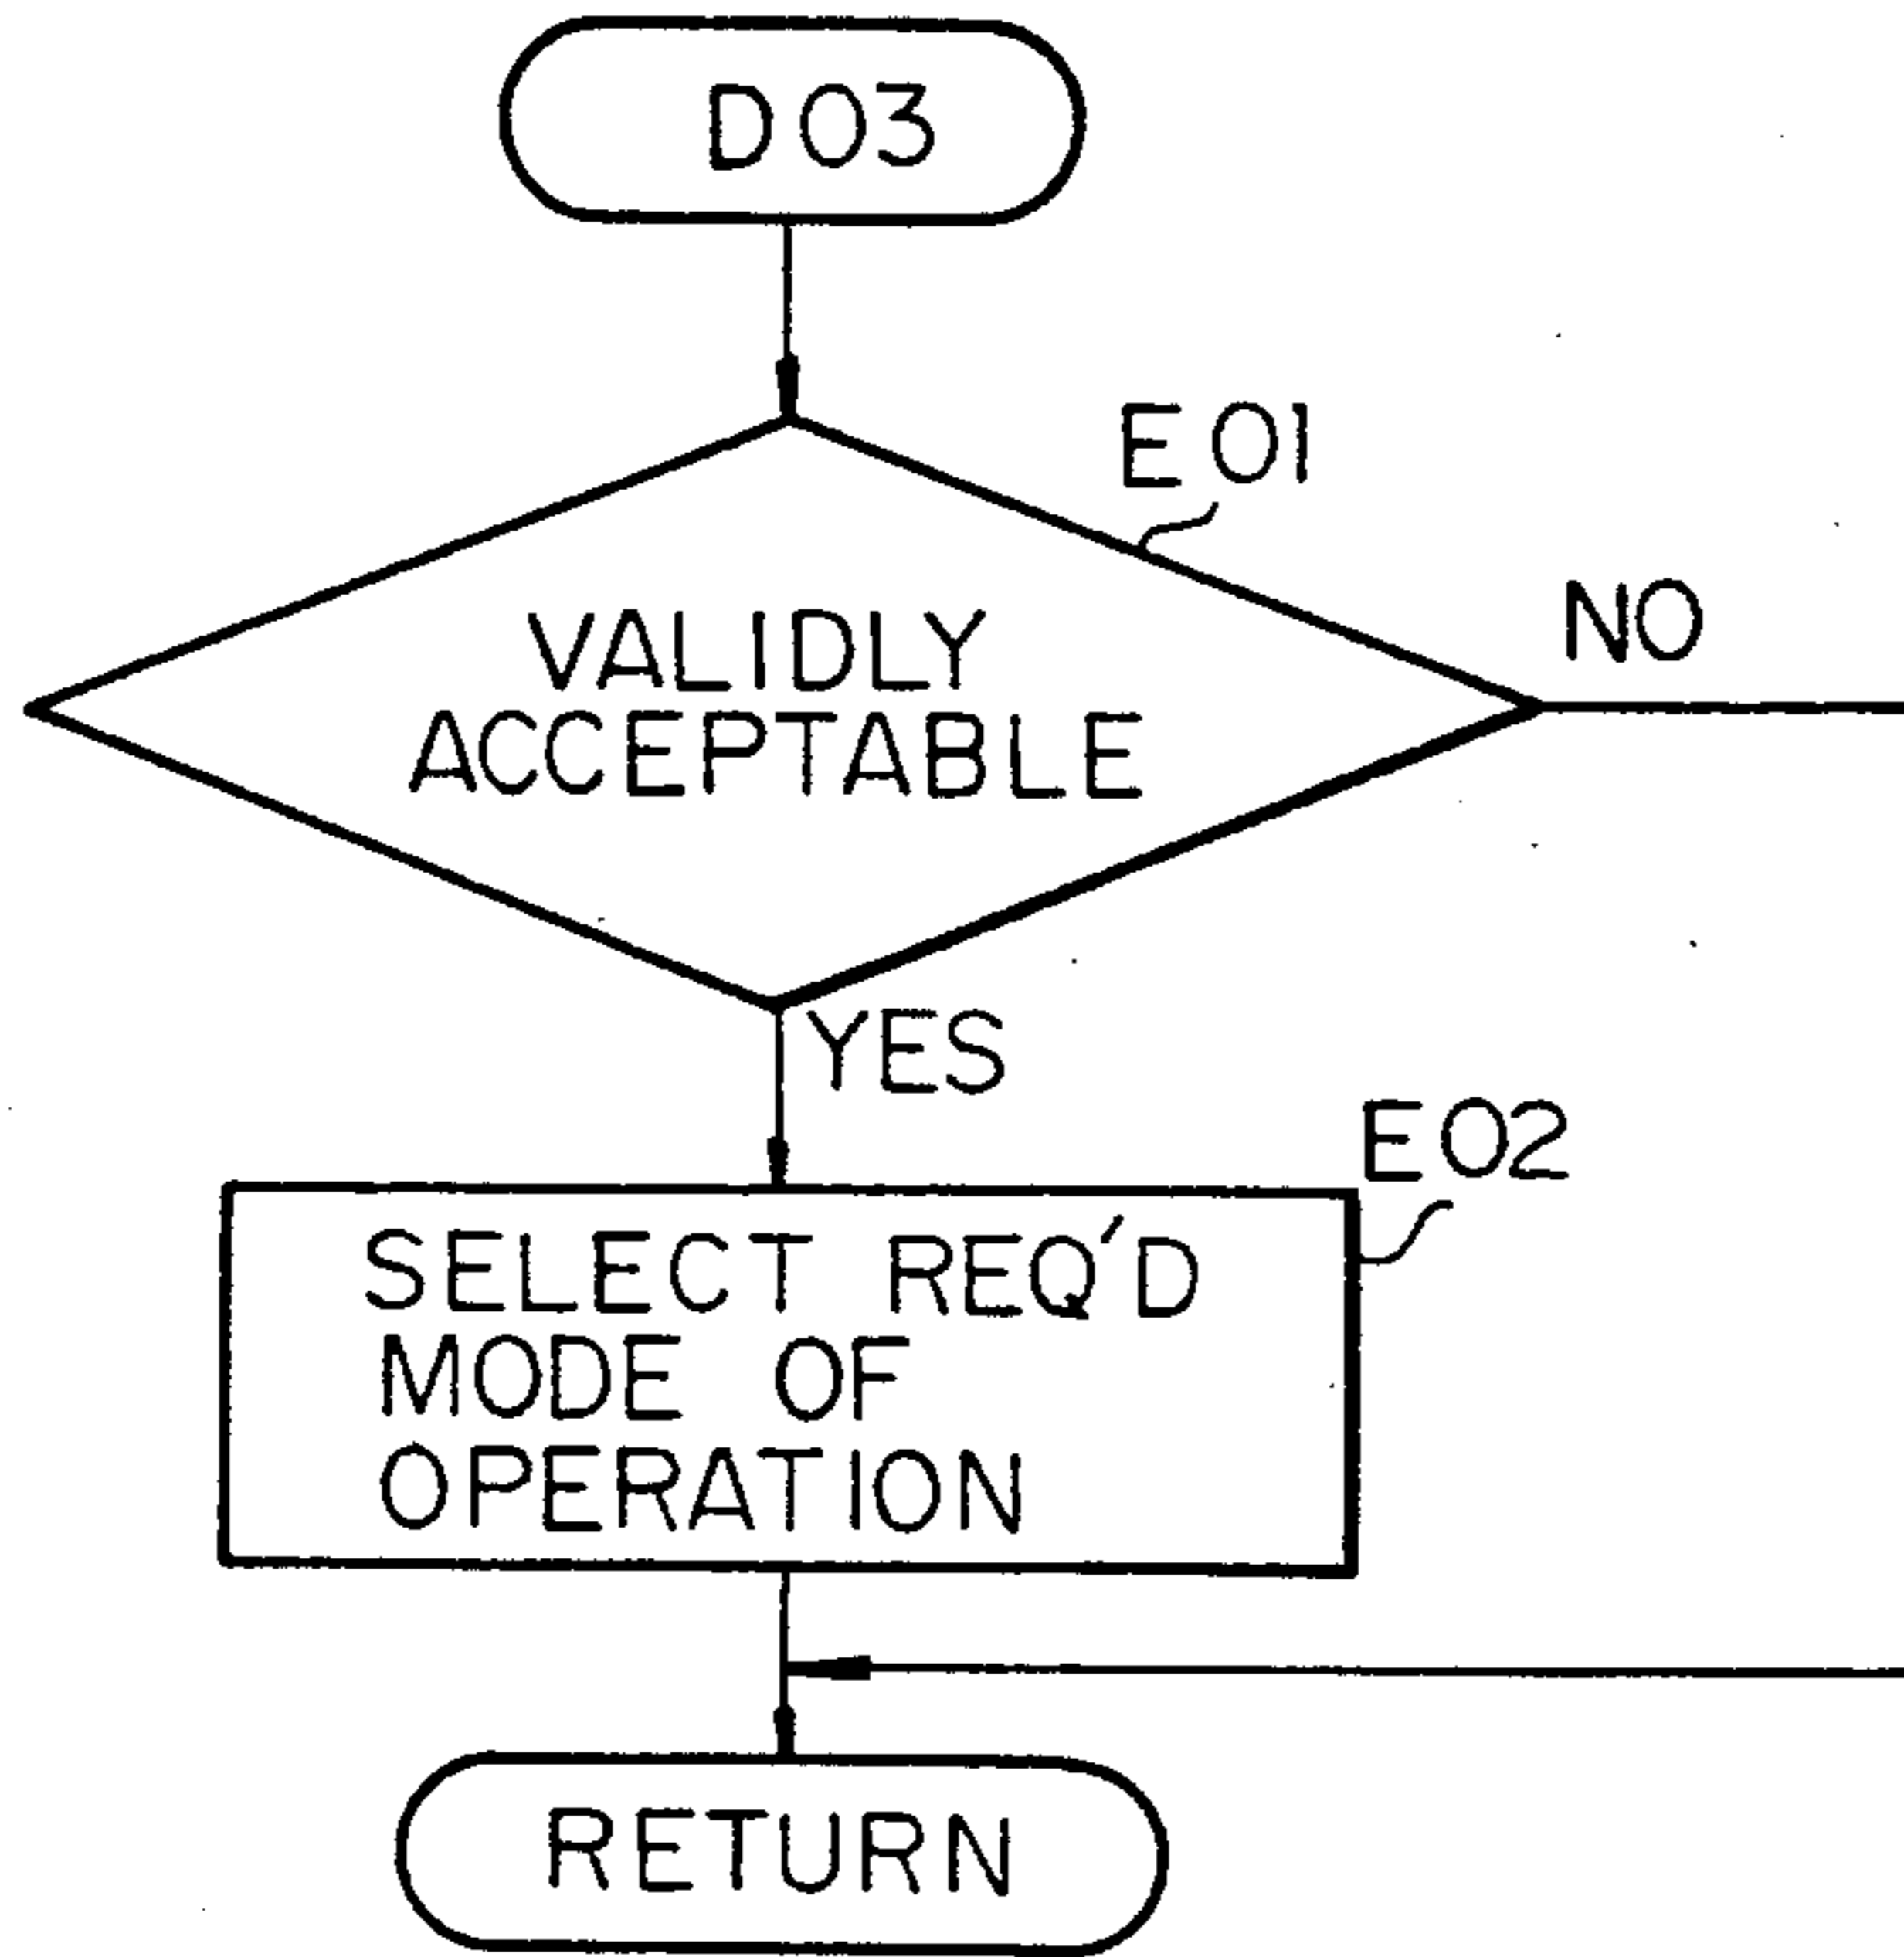 D03
E01
NO
VALIDLY
ACCEPTABLE
YES
E02
SELECT REQ'D
MODE OF
OPERATION
RETURN